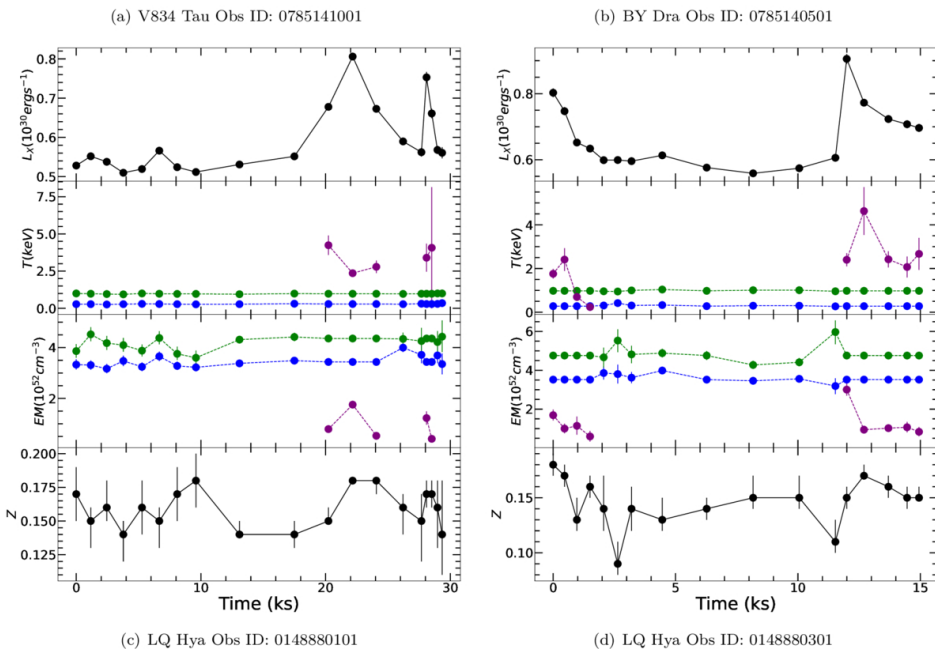 (a) V834 Tau Obs ID: 0785141001
(b) BY Dra Obs ID: 0785140501
0.8
0.7
0.6
0.5
L_X(10^30 ergs^-1)
7.5
5.0
2.5
0.0
T(keV)
4
2
EM(10^52 cm^-3)
0.200
0.175
0.150
0.125
Z
0 10 20 30
Time (ks)
0.8
0.6
L_X(10^30 ergs^-1)
4
2
0
T(keV)
6
4
2
EM(10^52 cm^-3)
0.15
0.10
Z
0 5 10 15
Time (ks)
(c) LQ Hya Obs ID: 0148880101
(d) LQ Hya Obs ID: 0148880301